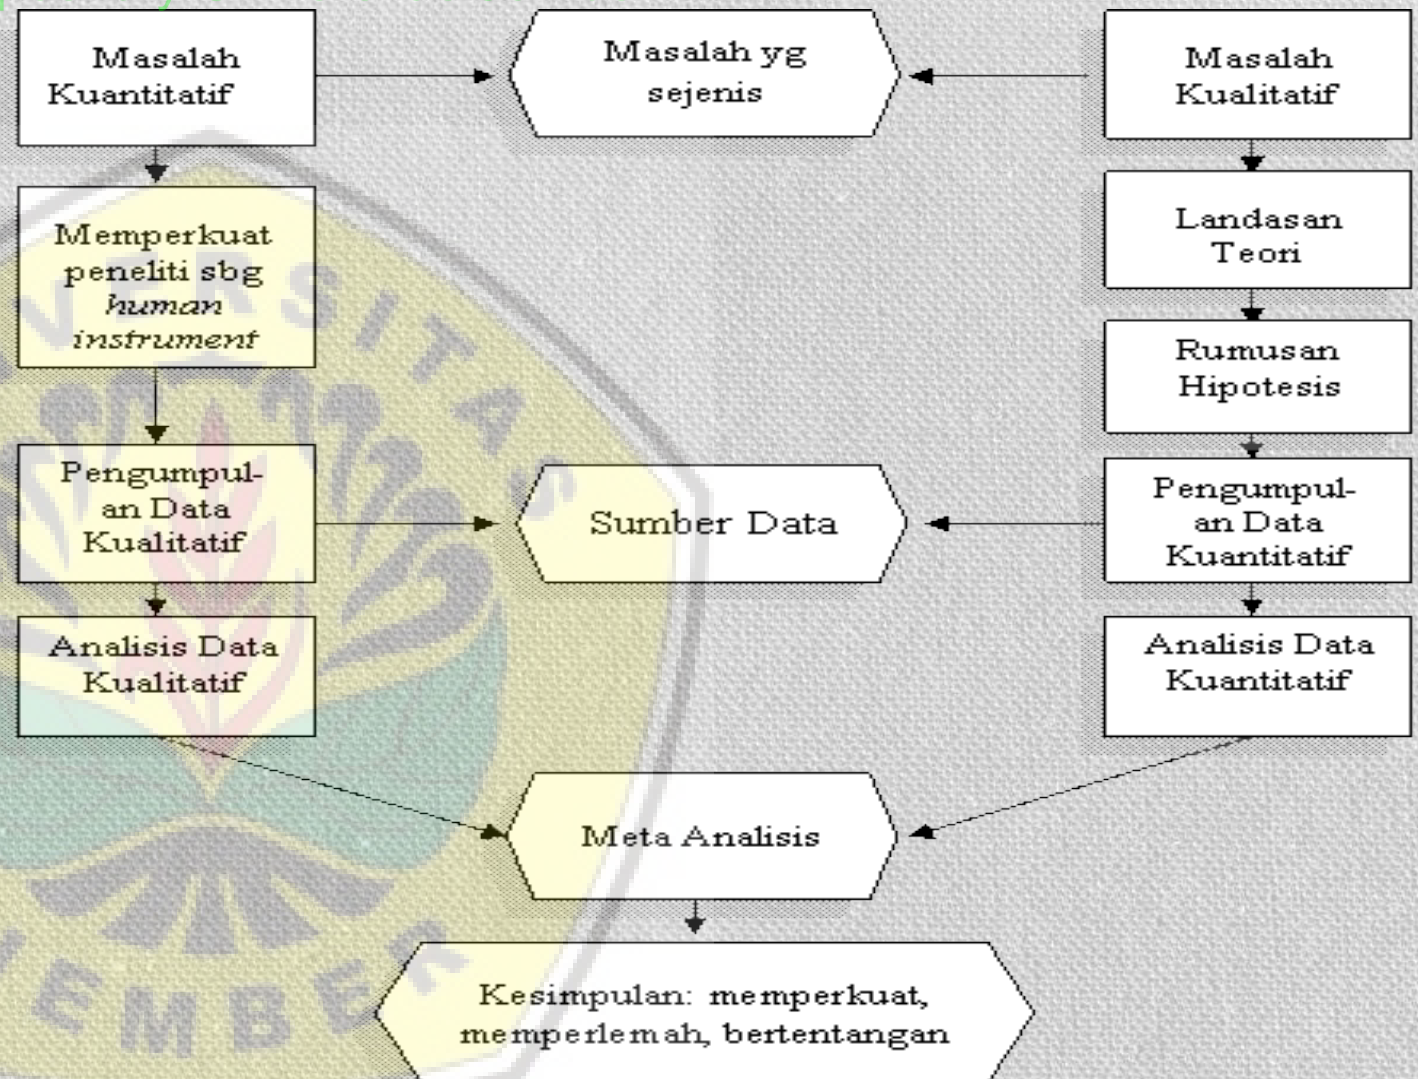 Masalah
Kuantitatif
Masalah yg
sejenis
Masalah
Kualitatif
Memperkuat
peneliti sbg
human
instrument
Landasan
Teori
Rumusan
Hipotesis
Pengumpul-
an Data
Kualitatif
Sumber Data
Pengumpul-
an Data
Kuantitatif
Analisis Data
Kualitatif
Analisis Data
Kuantitatif
Meta Analisis
Kesimpulan: memperkuat,
memperlemah, bertentangan
VERSITAS
EMBER